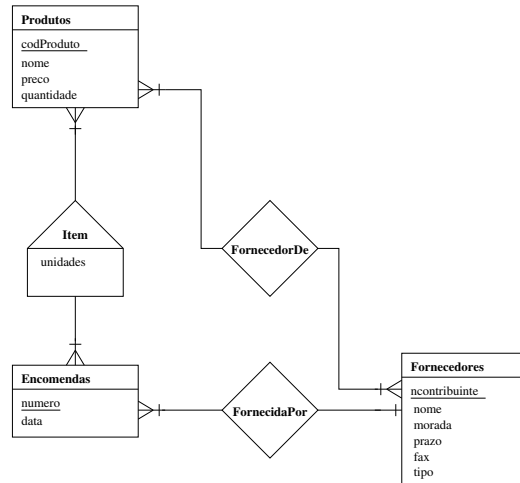 Produtos
codProduto
nome
preco
quantidade
Item
unidades
FornecedorDe
Encomendas
numero
data
FornecidaPor
Fornecedores
ncontribuinte
nome
morada
prazo
fax
tipo